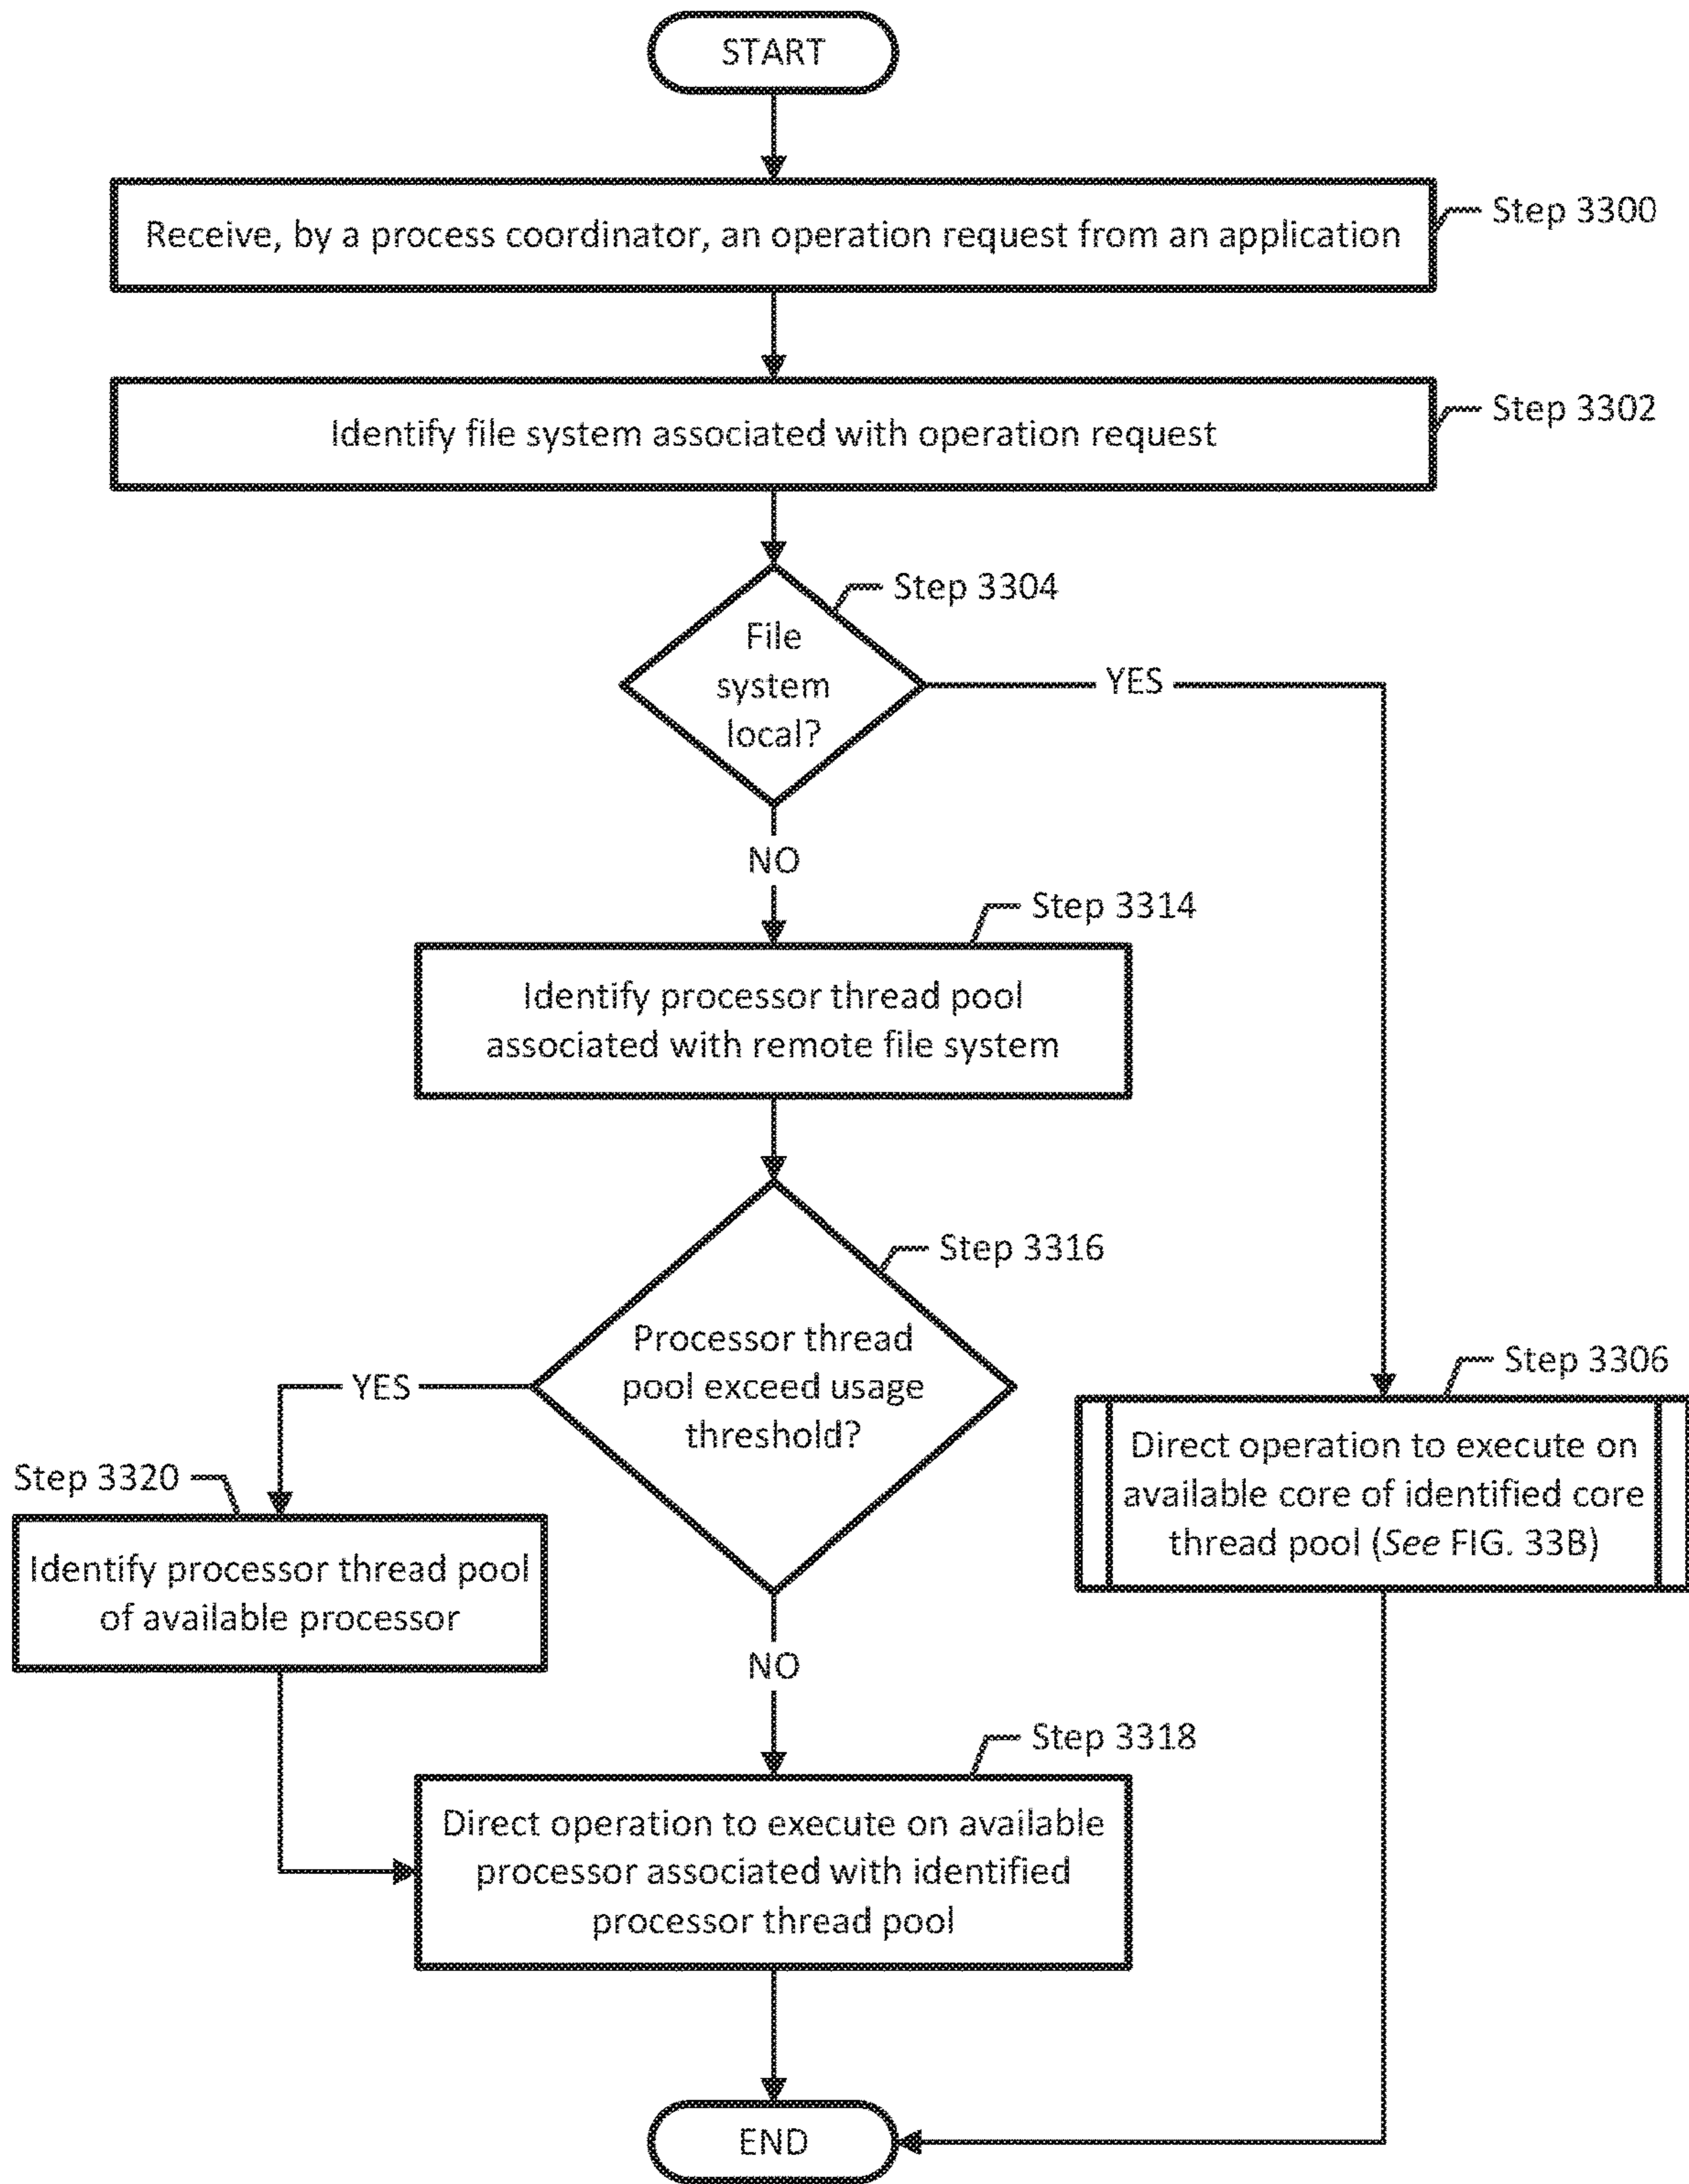 START
Receive, by a process coordinator, an operation request from an application
Step 3300
Identify file system associated with operation request
Step 3302
Step 3304
File
system
local?
YES
NO
Step 3314
Identify processor thread pool
associated with remote file system
Step 3316
Processor thread
pool exceed usage
threshold?
YES
Step 3306
Direct operation to execute on
available core of identified core
thread pool (See FIG. 33B)
Step 3320
Identify processor thread pool
of available processor
NO
Step 3318
Direct operation to execute on available
processor associated with identified
processor thread pool
END